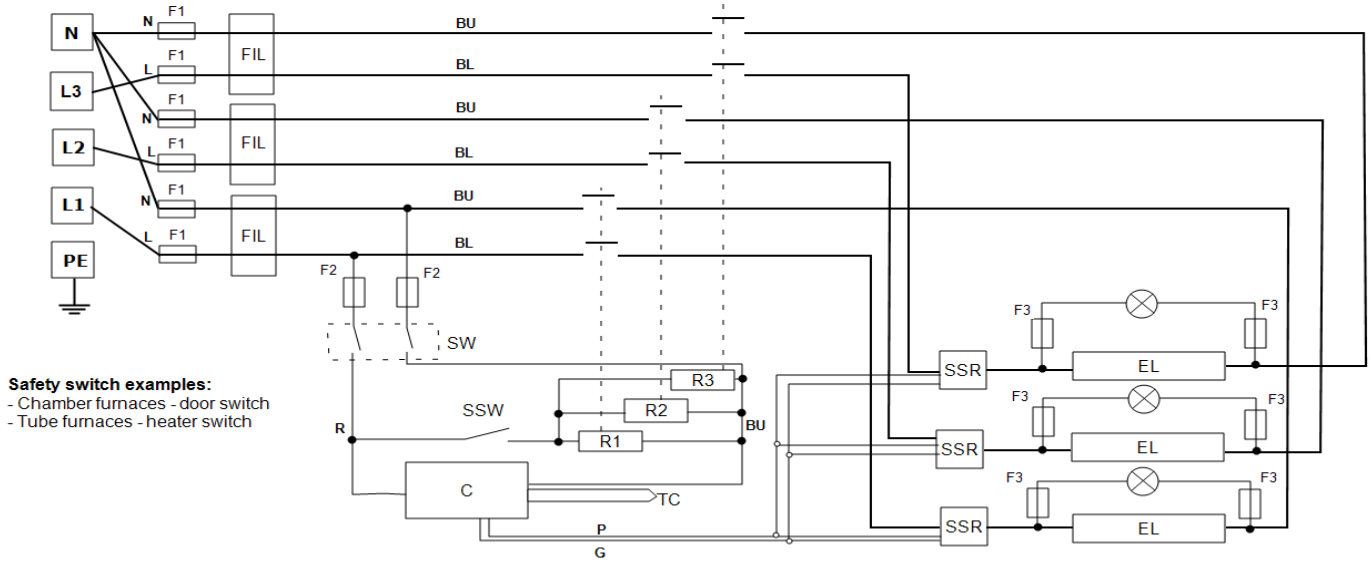 N
N
F1
FIL
BU
L3
L
F1
BL
F1
N
FIL
BU
L2
L
F1
BL
L1
N
F1
FIL
BU
L
F1
BL
PE
F2
F2
SW
F3
F3
SSR
EL
R3
Safety switch examples:
- Chamber furnaces - door switch
- Tube furnaces - heater switch
R
SSW
R2
R1
BU
F3
F3
SSR
EL
C
TC
F3
F3
P
G
SSR
EL